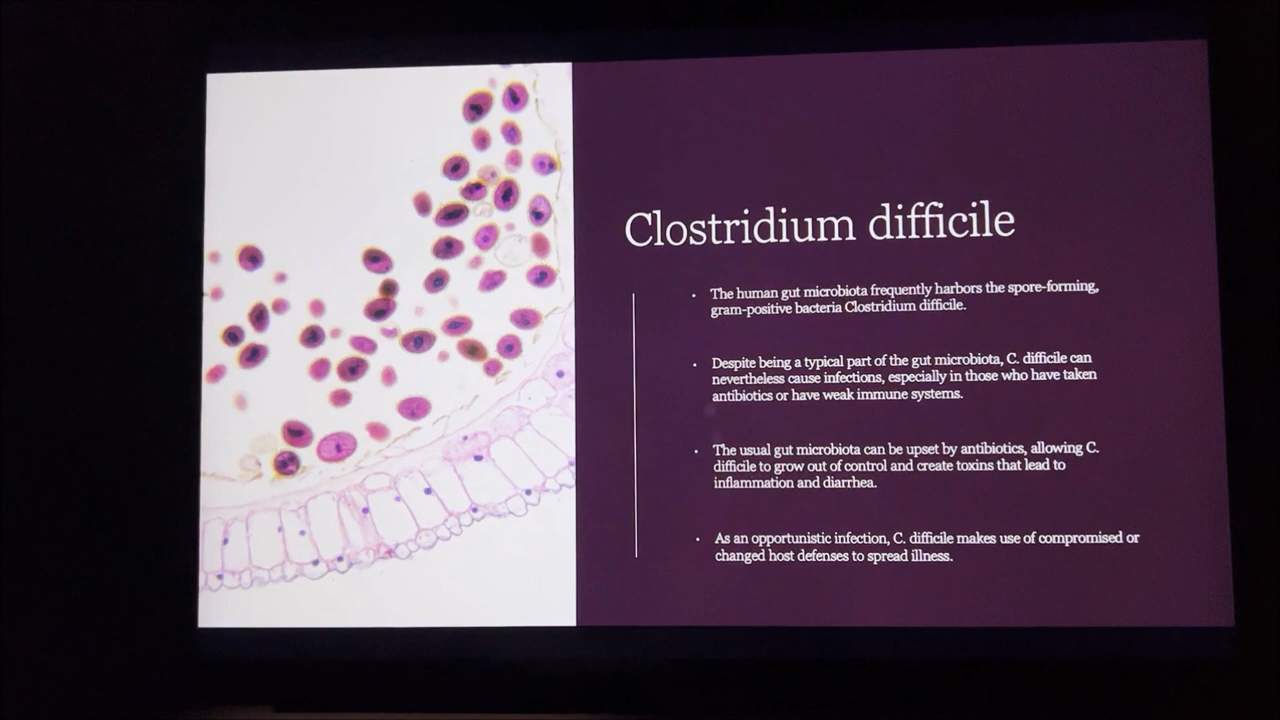 Clostridium difficile
· The human gut microbiota frequently harbors the spore-forming,
gram-positive bacteria Clostridium difficile.
· Despite being a typical part of the gut microbiota, C. difficile can
nevertheless cause infections, especially in those who have taken
antibiotics or have weak immune systems.
· The usual gut microbiota can be upset by antibiotics, allowing C.
difficile to grow out of control and create toxins that lead to
inflammation and diarrhea.
· As an opportunistic infection, C. difficile makes use of compromised or
changed host defenses to spread illness.